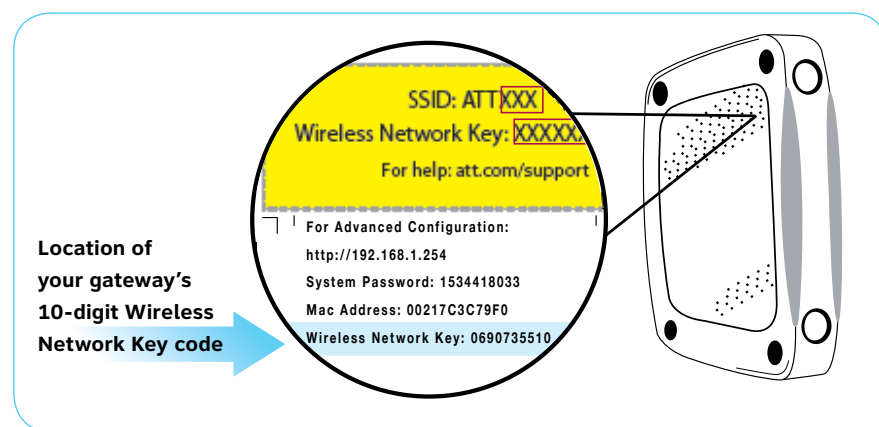 SSID: ATTXXX
Wireless Network Key: XXXXX
For help: att.com/support
For Advanced Configuration:
http://192.168.1.254
System Password: 1534418033
Mac Address: 00217C3C79F0
Wireless Network Key: 0690735510
Location of
your gateway’s
10-digit Wireless
Network Key code